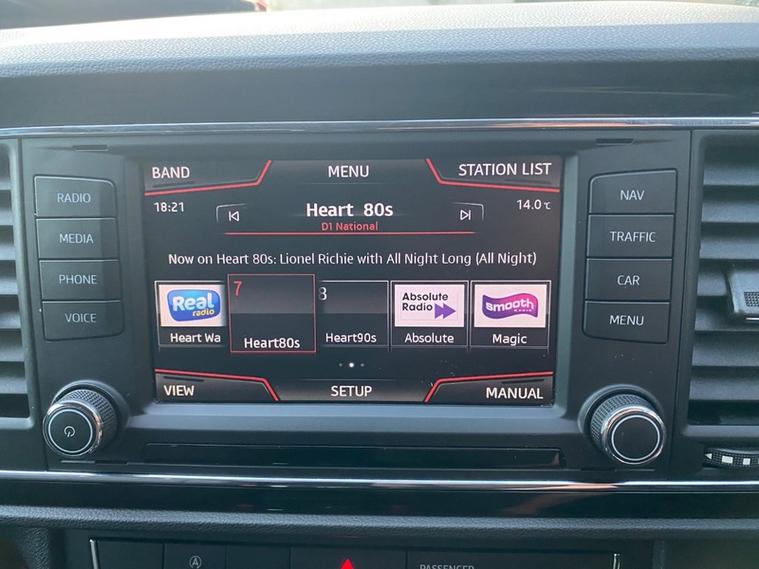 BAND
MENU
STATION LIST
18:21
Heart 80s
14.0°C
D1 National
Now on Heart 80s: Lionel Richie with All Night Long (All Night)
Real
radio
7
8
Absolute
Radio
smooth
Heart Wa
Heart80s
Heart90s
Absolute
Magic
VIEW
SETUP
MANUAL
RADIO
MEDIA
PHONE
VOICE
NAV
TRAFFIC
CAR
MENU
A
PASSENGER